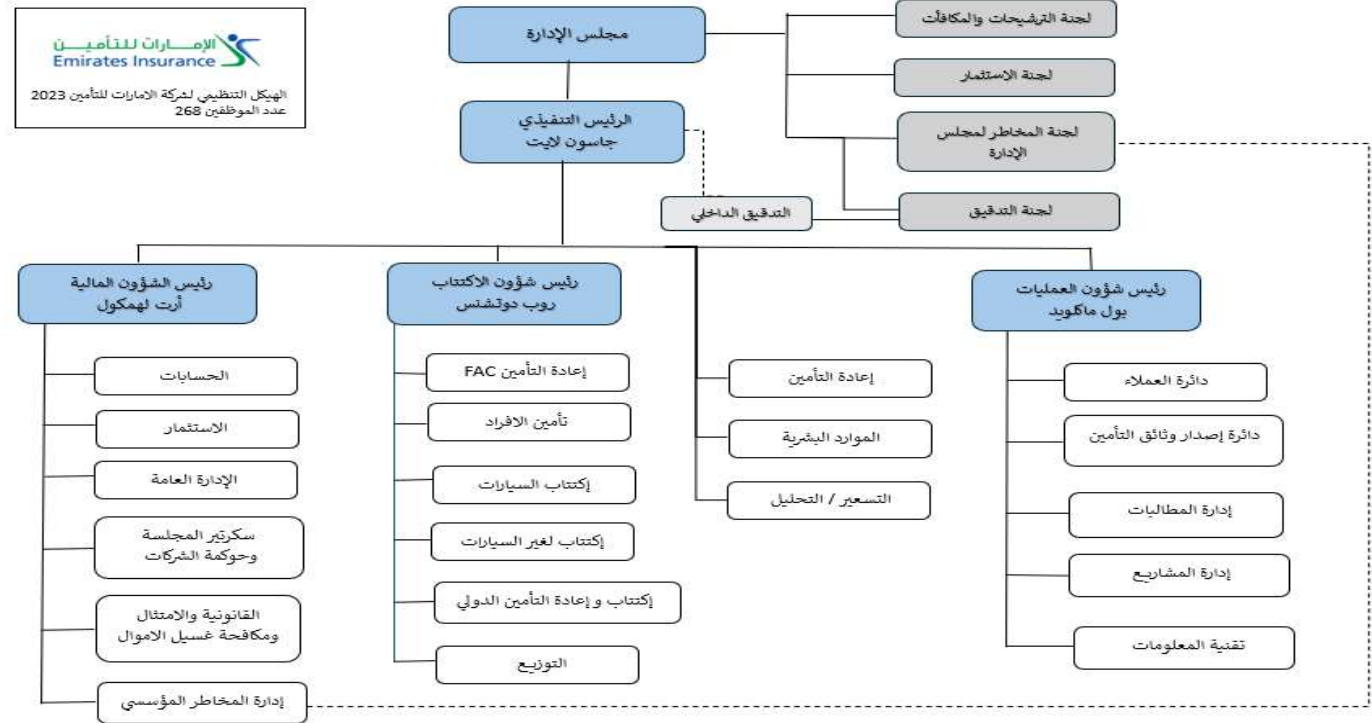 الإمارات للتأمين
Emirates Insurance
الهيكل التنظيمي لشركة الامارات للتأمين 2023
عدد الموظفين 268
مجلس الإدارة
لجنة الترشيحات والمكافأت
لجنة الاستثمار
لجنة المخاطر لمجلس
الإدارة
لجنة التدقيق
الرئيس التنفيذي
جاسون لايت
التدقيق الداخلي
رئيس شؤون العمليات
بول ماكلويد
دائرة العملاء
دائرة إصدار وثائق التأمين
إدارة المطالبات
إدارة المشاريع
تقنية المعلومات
إعادة التأمين
الموارد البشرية
التسعير / التحليل
رئيس شؤون الاكتتاب
روب دوتشتس
إعادة التأمين FAC
تأمين الافراد
إكتتاب السيارات
إكتتاب لغير السيارات
إكتتاب و إعادة التأمين الدولي
التوزيع
رئيس الشؤون المالية
أرت لهمكول
الحسابات
الاستثمار
الإدارة العامة
سكرتير المجلسة
وحوكمة الشركات
القانونية والامتثال
ومكافحة غسيل الاموال
إدارة المخاطر المؤسسي